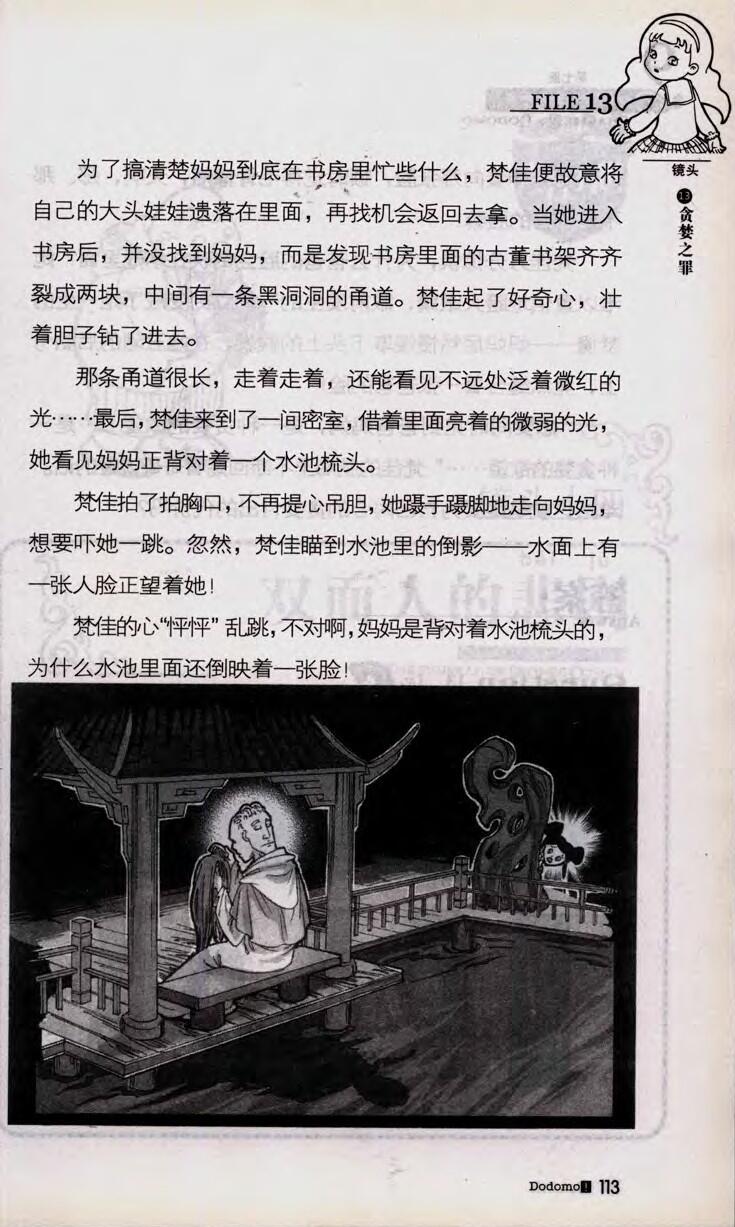 FILE 13
镜头
⑬贪婪之罪
为了搞清楚妈妈到底在书房里忙些什么，梵佳便故意将
自己的大头娃娃遗落在里面，再找机会返回去拿。当她进入
书房后，并没找到妈妈，而是发现书房里面的古董书架齐齐
裂成两块，中间有一条黑洞洞的甬道。梵佳起了好奇心，壮
着胆子钻了进去。
那条甬道很长，走着走着，还能看见不远处泛着微红的
光……最后，梵佳来到了一间密室，借着里面亮着的微弱的光，
她看见妈妈正背对着一个水池梳头。
梵佳拍了拍胸口，不再提心吊胆，她蹑手蹑脚地走向妈妈，
想要吓她一跳。忽然，梵佳瞄到水池里的倒影——水面上有
一张人脸正望着她！
梵佳的心“怦怦”乱跳，不对啊，妈妈是背对着水池梳头的，
为什么水池里面还倒映着一张脸！
Dodomo! 113